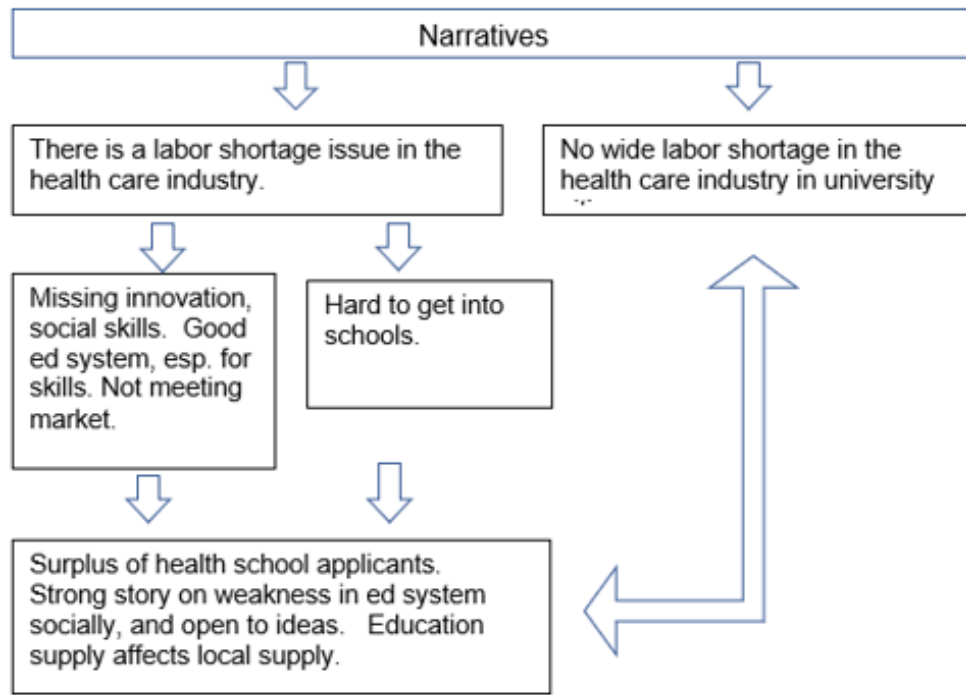 Narratives
There is a labor shortage issue in the
health care industry.
No wide labor shortage in the
health care industry in university
Missing innovation,
social skills.  Good
ed system, esp. for
skills. Not meeting
market.
Hard to get into
schools.
Surplus of health school applicants.
Strong story on weakness in ed system
socially, and open to ideas.   Education
supply affects local supply.